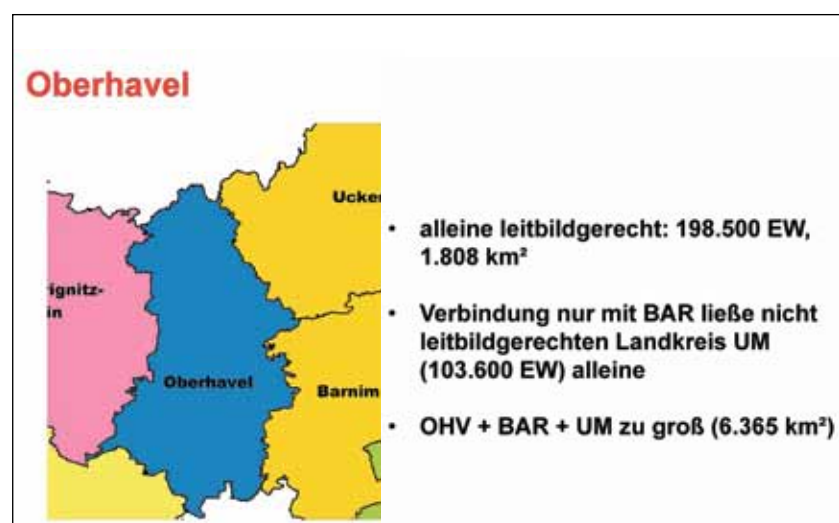 Oberhavel
Ucker
ignitz-
in
Oberhavel
Barnim
• alleine leitbildgerecht: 198.500 EW,
1.808 km²
• Verbindung nur mit BAR ließe nicht
leitbildgerechten Landkreis UM
(103.600 EW) alleine
• OHV + BAR + UM zu groß (6.365 km²)